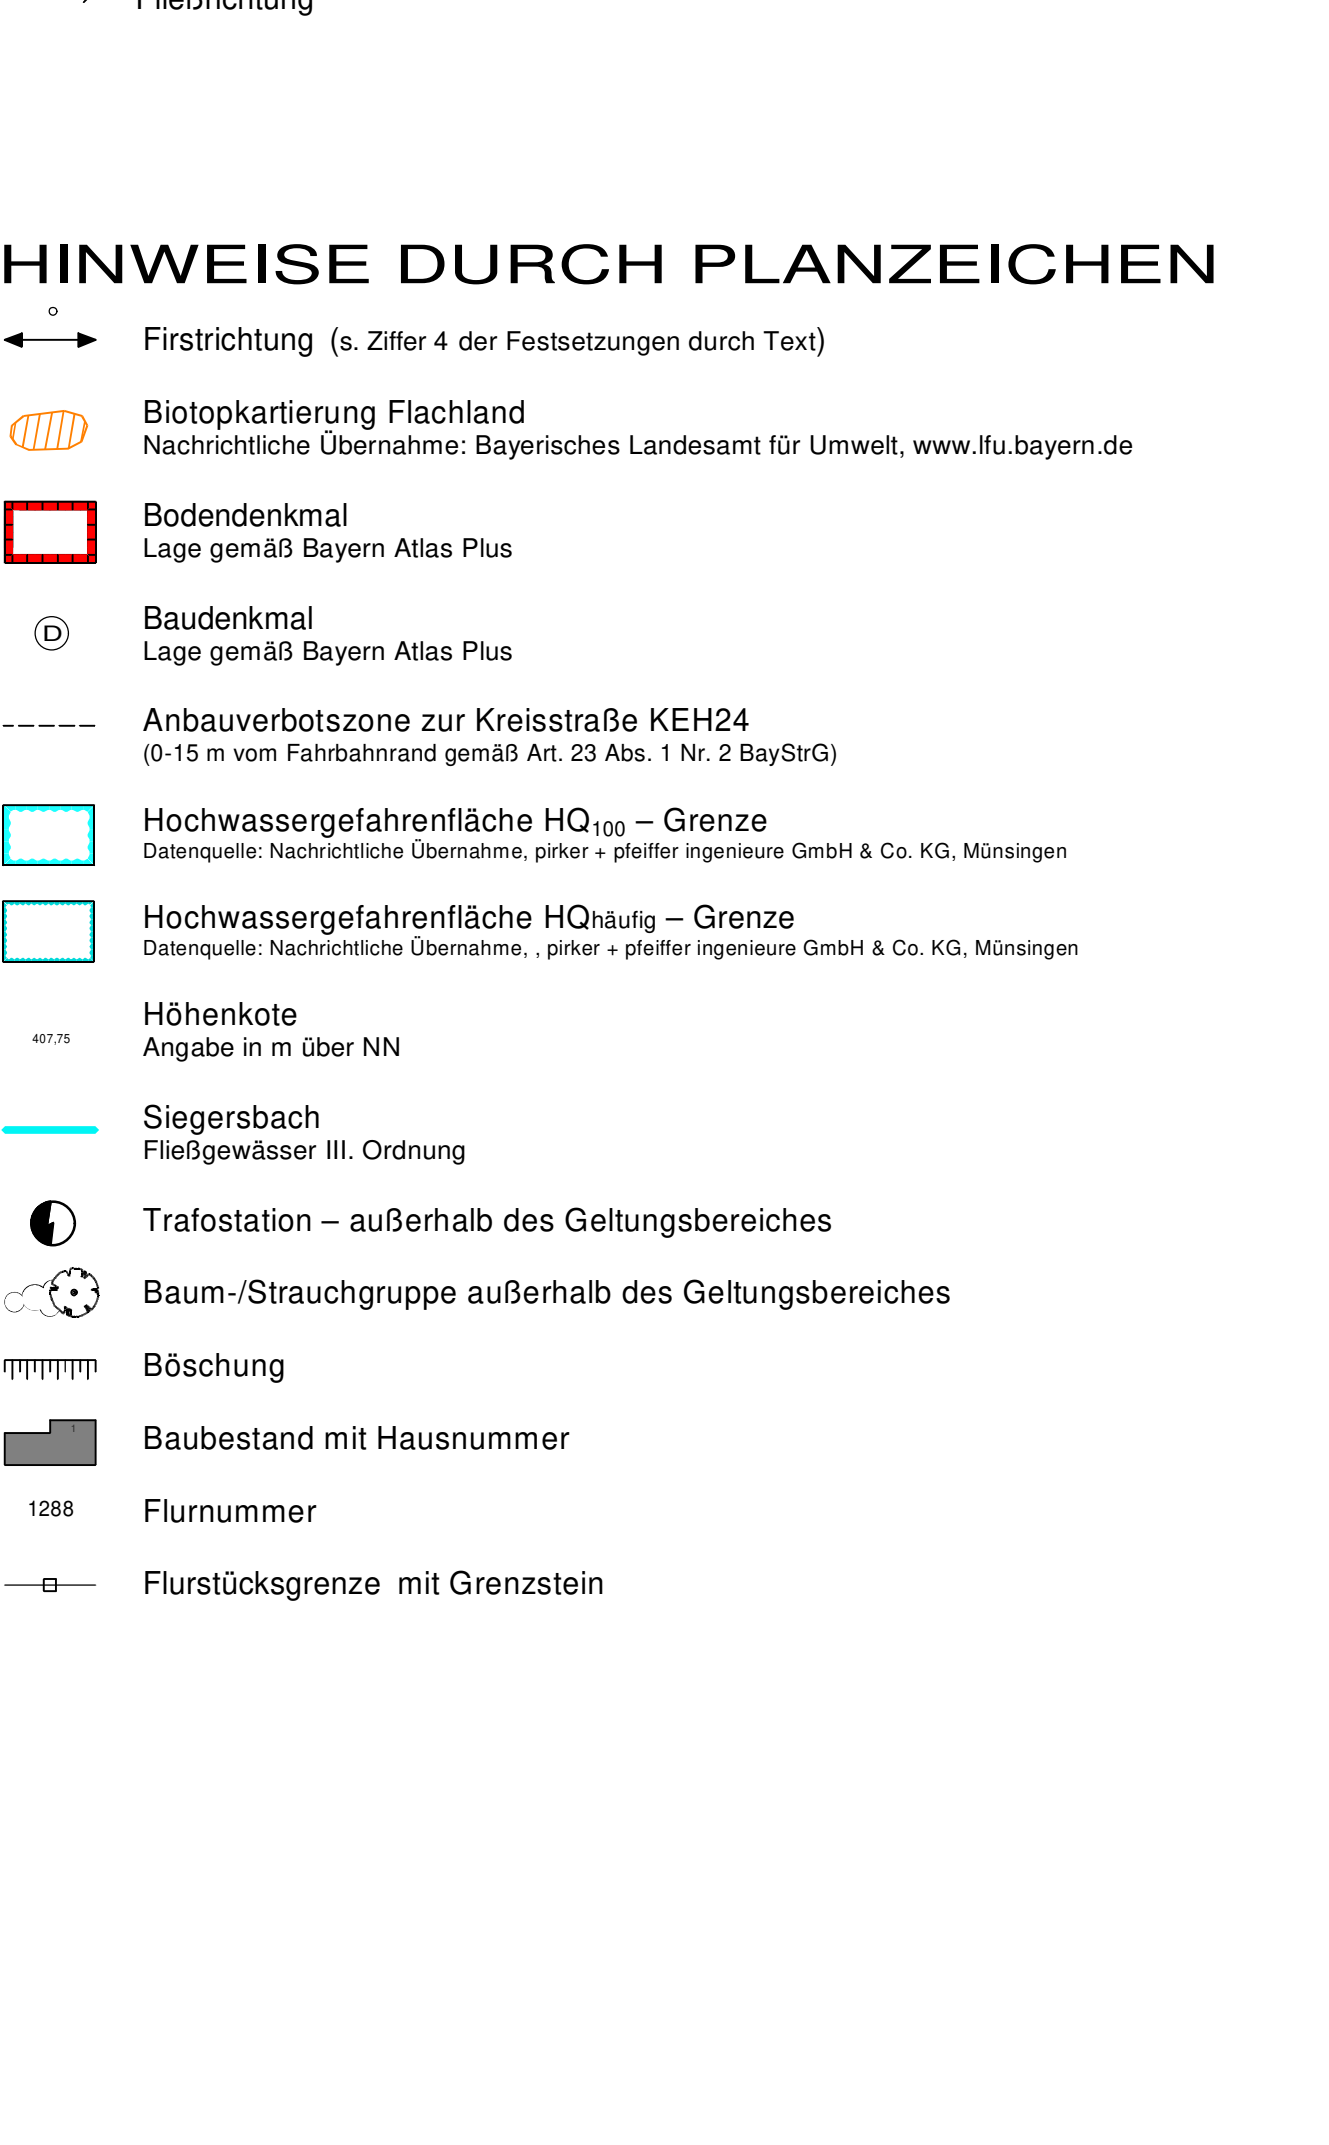 Fließrichtung
HINWEISE DURCH PLANZEICHEN
Firstrichtung (s. Ziffer 4 der Festsetzungen durch Text)
Biotopkartierung Flachland
Nachrichtliche Übernahme: Bayerisches Landesamt für Umwelt, www.lfu.bayern.de
Bodendenkmal
Lage gemäß Bayern Atlas Plus
D
Baudenkmal
Lage gemäß Bayern Atlas Plus
Anbauverbotszone zur Kreisstraße KEH24
(0-15 m vom Fahrbahnrand gemäß Art. 23 Abs. 1 Nr. 2 BayStrG)
Hochwassergefahrenfläche HQ100 – Grenze
Datenquelle: Nachrichtliche Übernahme, pirker + pfeiffer ingenieure GmbH & Co. KG, Münsingen
Hochwassergefahrenfläche HQhäufig – Grenze
Datenquelle: Nachrichtliche Übernahme, , pirker + pfeiffer ingenieure GmbH & Co. KG, Münsingen
Höhenkote
407,75
Angabe in m über NN
Siegersbach
Fließgewässer III. Ordnung
Trafostation – außerhalb des Geltungsbereiches
Baum-/Strauchgruppe außerhalb des Geltungsbereiches
Böschung
1
Baubestand mit Hausnummer
1288 Flurnummer
Flurstücksgrenze mit Grenzstein